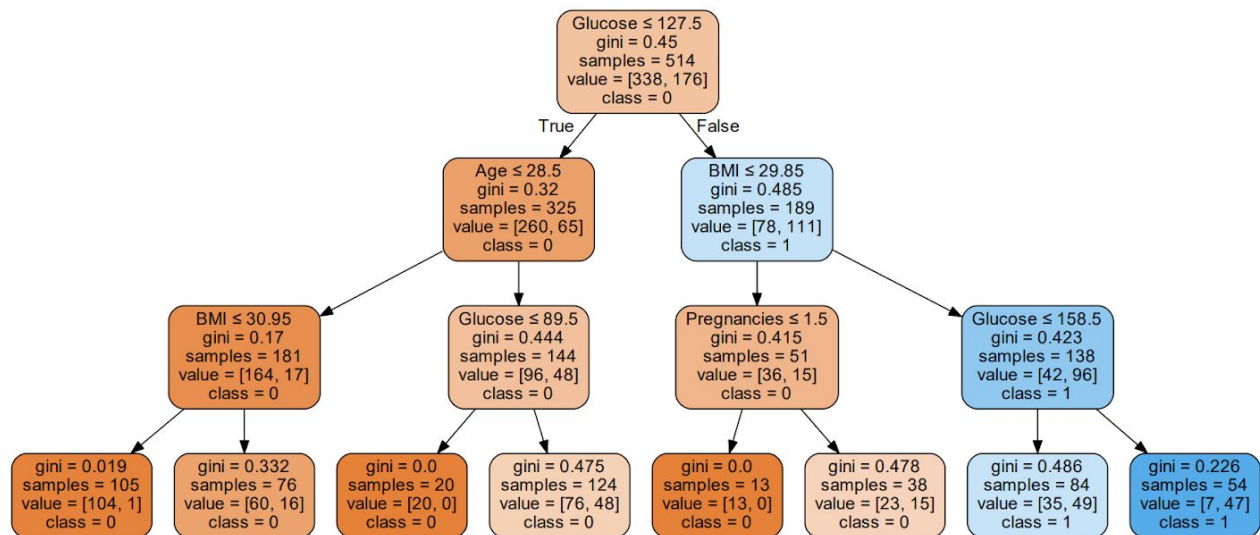 Glucose ≤ 127.5
gini = 0.45
samples = 514
value = [338, 176]
class = 0
True
False
Age ≤ 28.5
gini = 0.32
samples = 325
value = [260, 65]
class = 0
BMI ≤ 29.85
gini = 0.485
samples = 189
value = [78, 111]
class = 1
BMI ≤ 30.95
gini = 0.17
samples = 181
value = [164, 17]
class = 0
Glucose ≤ 89.5
gini = 0.444
samples = 144
value = [96, 48]
class = 0
Pregnancies ≤ 1.5
gini = 0.415
samples = 51
value = [36, 15]
class = 0
Glucose ≤ 158.5
gini = 0.423
samples = 138
value = [42, 96]
class = 1
gini = 0.019
samples = 105
value = [104, 1]
class = 0
gini = 0.332
samples = 76
value = [60, 16]
class = 0
gini = 0.0
samples = 20
value = [20, 0]
class = 0
gini = 0.475
samples = 124
value = [76, 48]
class = 0
gini = 0.0
samples = 13
value = [13, 0]
class = 0
gini = 0.478
samples = 38
value = [23, 15]
class = 0
gini = 0.486
samples = 84
value = [35, 49]
class = 1
gini = 0.226
samples = 54
value = [7, 47]
class = 1